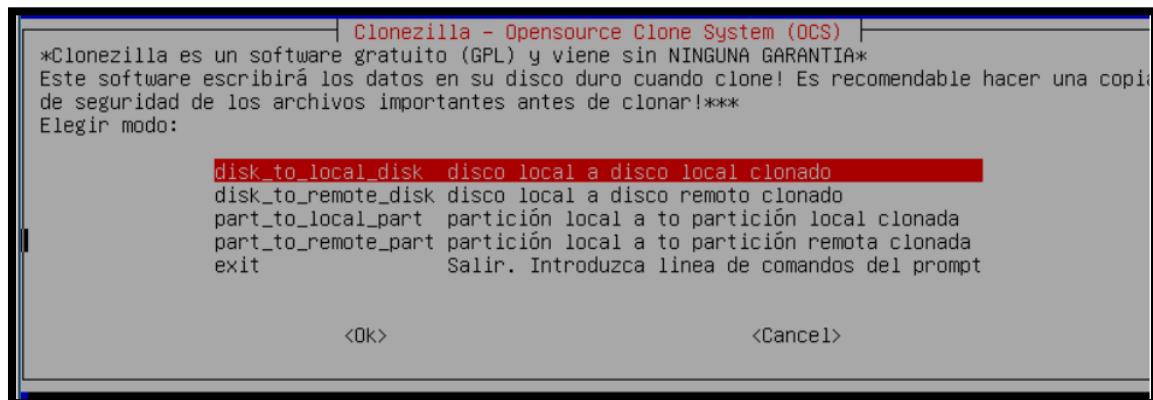 Clonezilla - Opensource Clone System (OCS)
*Clonezilla es un software gratuito (GPL) y viene sin NINGUNA GARANTIA*
Este software escribirá los datos en su disco duro cuando clone! Es recomendable hacer una copia
de seguridad de los archivos importantes antes de clonar!***
Elegir modo:
disk_to_local_disk disco local a disco local clonado
disk_to_remote_disk disco local a disco remoto clonado
part_to_local_part partición local a to partición local clonada
part_to_remote_part partición local a to partición remota clonada
exit Salir. Introduzca linea de comandos del prompt
<Ok> <Cancel>